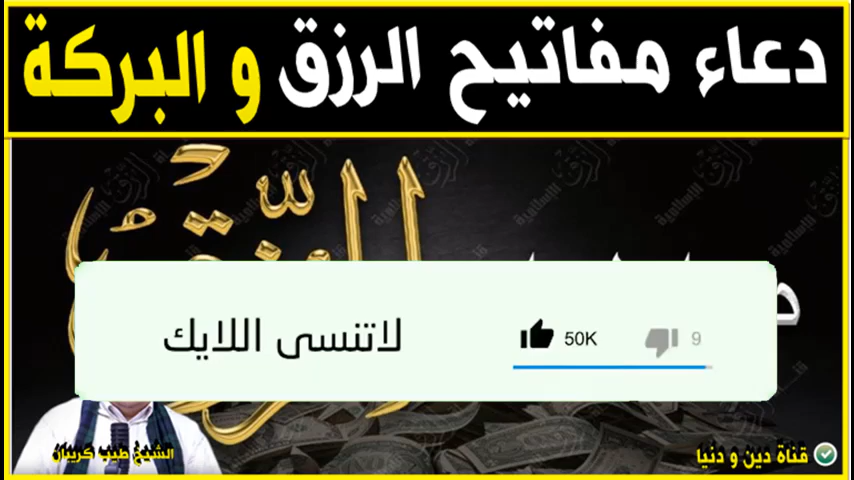 دعاء مفاتيح الرزق و البركة
لاتنسى اللايك
50K
9
الشيخ طيب كريبان
قناة دين و دنيا